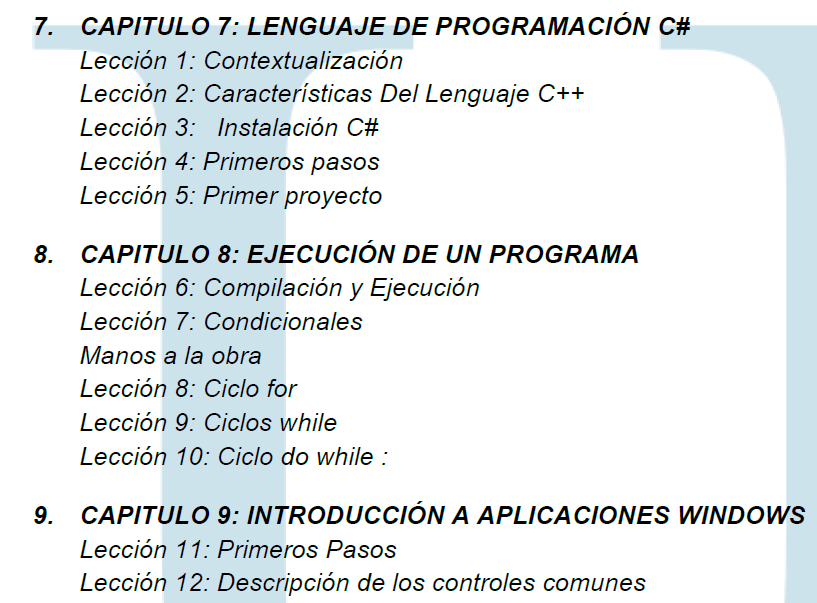 7. CAPITULO 7: LENGUAJE DE PROGRAMACIÓN C#
Lección 1: Contextualización
Lección 2: Características Del Lenguaje C++
Lección 3: Instalación C#
Lección 4: Primeros pasos
Lección 5: Primer proyecto
8. CAPITULO 8: EJECUCIÓN DE UN PROGRAMA
Lección 6: Compilación y Ejecución
Lección 7: Condicionales
Manos a la obra
Lección 8: Ciclo for
Lección 9: Ciclos while
Lección 10: Ciclo do while :
9. CAPITULO 9: INTRODUCCIÓN A APLICACIONES WINDOWS
Lección 11: Primeros Pasos
Lección 12: Descripción de los controles comunes